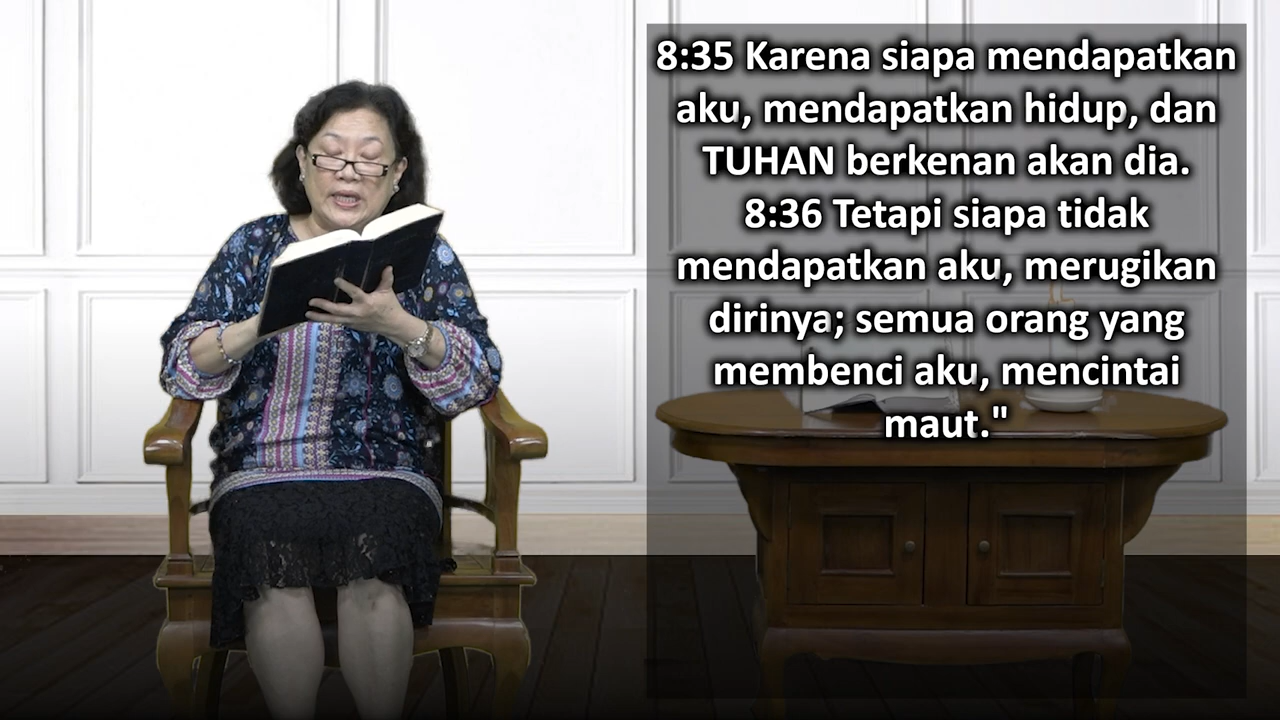 8:35 Karena siapa mendapatkan
aku, mendapatkan hidup, dan
TUHAN berkenan akan dia.
8:36 Tetapi siapa tidak
mendapatkan aku, merugikan
dirinya; semua orang yang
membenci aku, mencintai
maut."